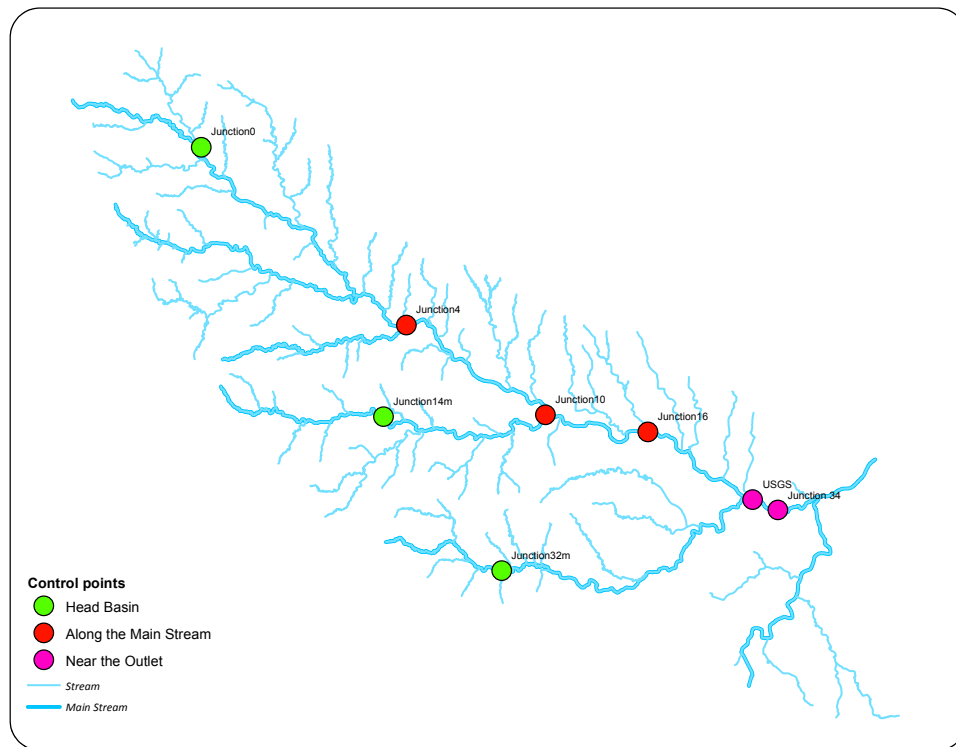 Junction0
Junction4
Junction14m
Junction10
Junction16
USGS
Junction 34
Junction32m
Control points
Head Basin
Along the Main Stream
Near the Outlet
Stream
Main Stream